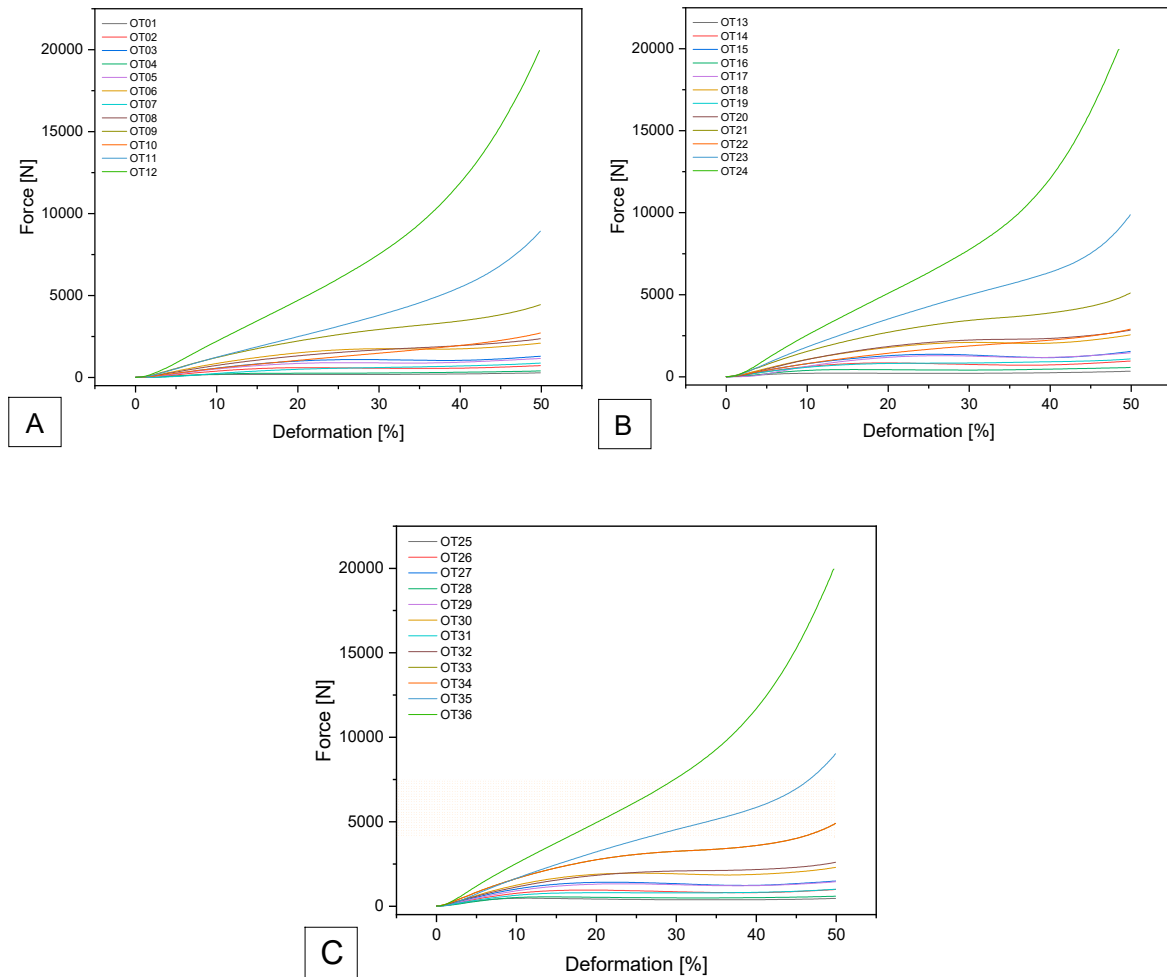 OT01
OT02
OT03
OT04
OT05
OT06
OT07
OT08
OT09
OT10
OT11
OT12
20000
15000
10000
5000
0
Force [N]
0 10 20 30 40 50
Deformation [%]
A
OT13
OT14
OT15
OT16
OT17
OT18
OT19
OT20
OT21
OT22
OT23
OT24
20000
15000
10000
5000
0
Force [N]
0 10 20 30 40 50
Deformation [%]
B
OT25
OT26
OT27
OT28
OT29
OT30
OT31
OT32
OT33
OT34
OT35
OT36
20000
15000
10000
5000
0
Force [N]
0 10 20 30 40 50
Deformation [%]
C